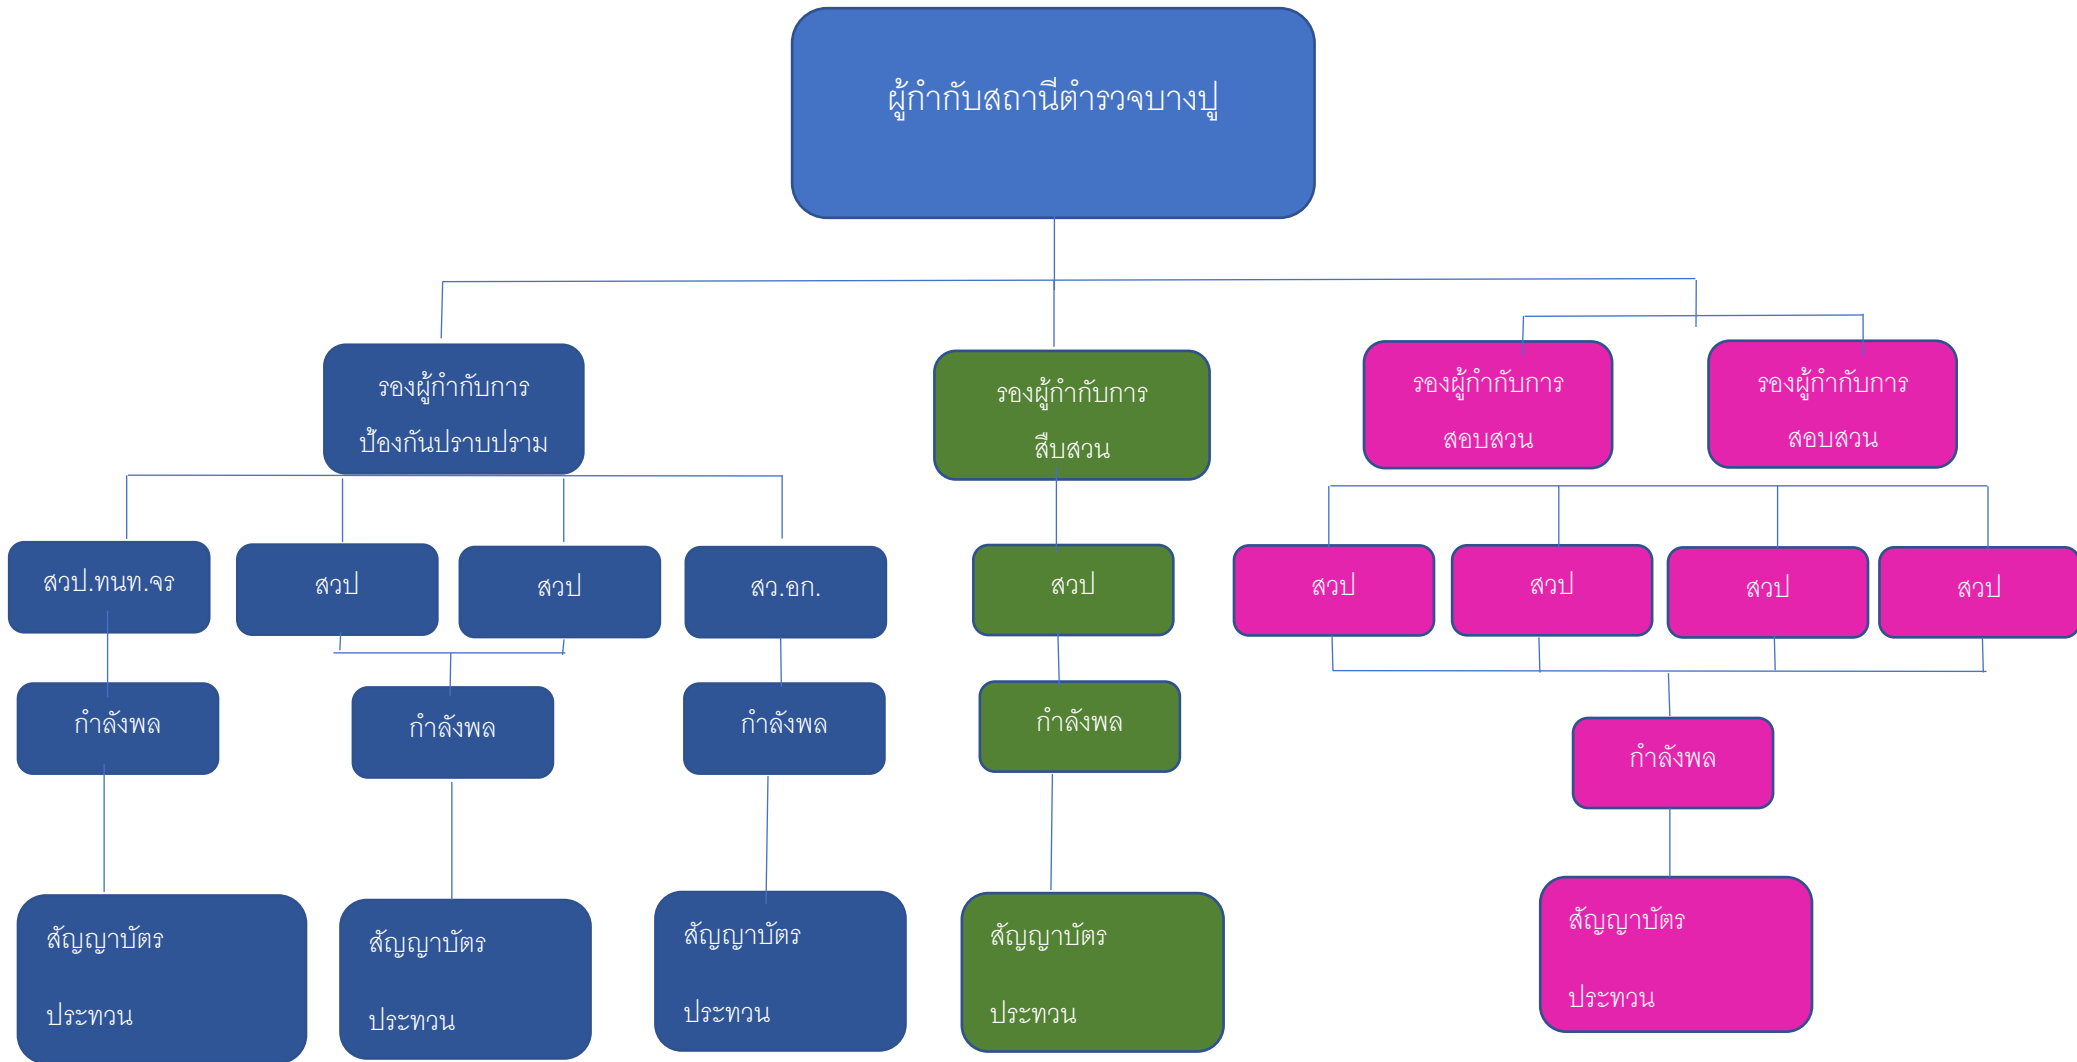 ผู้กำกับสถานีตำรวจบางปู
รองผู้กำกับการ
ป้องกันปราบปราม
รองผู้กำกับการ
สืบสวน
รองผู้กำกับการ
สอบสวน
รองผู้กำกับการ
สอบสวน
สวป.ทนท.จร
สวป
สวป
สว.อก.
สวป
สวป
สวป
สวป
สวป
กำลังพล
กำลังพล
กำลังพล
กำลังพล
กำลังพล
สัญญาบัตร
ประทวน
สัญญาบัตร
ประทวน
สัญญาบัตร
ประทวน
สัญญาบัตร
ประทวน
สัญญาบัตร
ประทวน